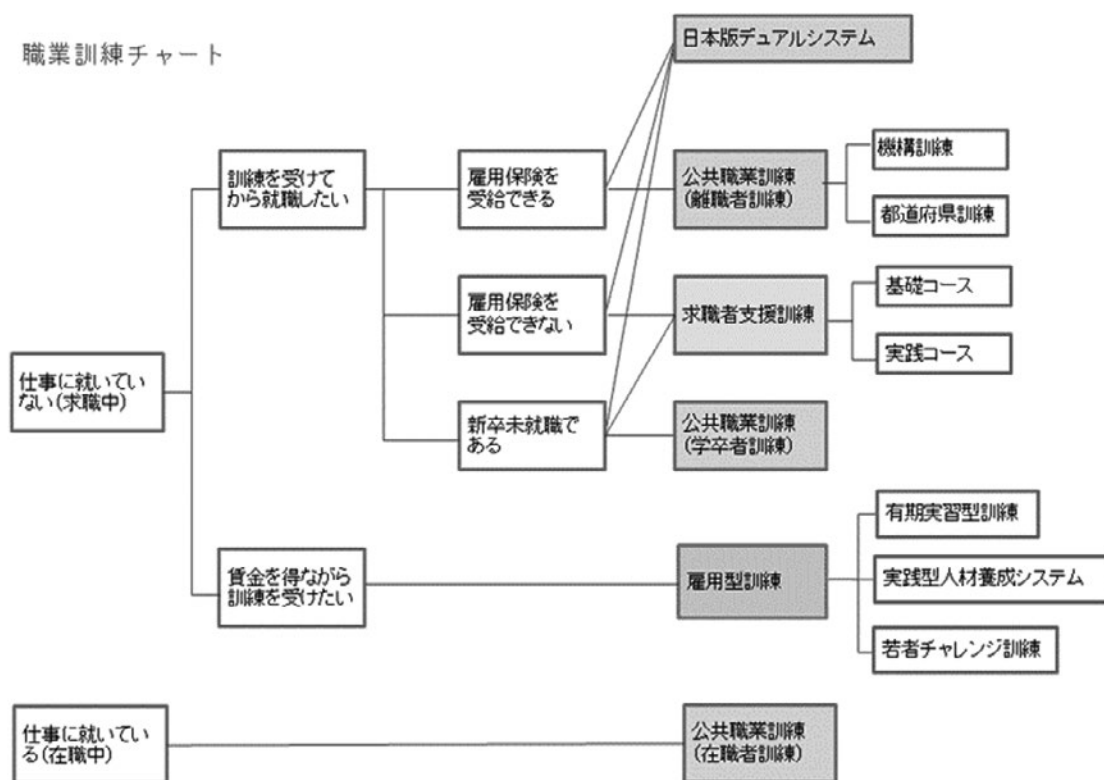 職業訓練チャート
日本版デュアルシステム
訓練を受けて
から就職したい
雇用保険を
受給できる
公共職業訓練
(離職者訓練)
機構訓練
都道府県訓練
雇用保険を
受給できない
求職者支援訓練
基礎コース
実践コース
仕事に就いてい
ない(求職中)
新卒未就職で
ある
公共職業訓練
(学卒者訓練)
有期実習型訓練
賃金を得ながら
訓練を受けたい
雇用型訓練
実践型人材養成システム
若者チャレンジ訓練
仕事に就いてい
る(在職中)
公共職業訓練
(在職者訓練)